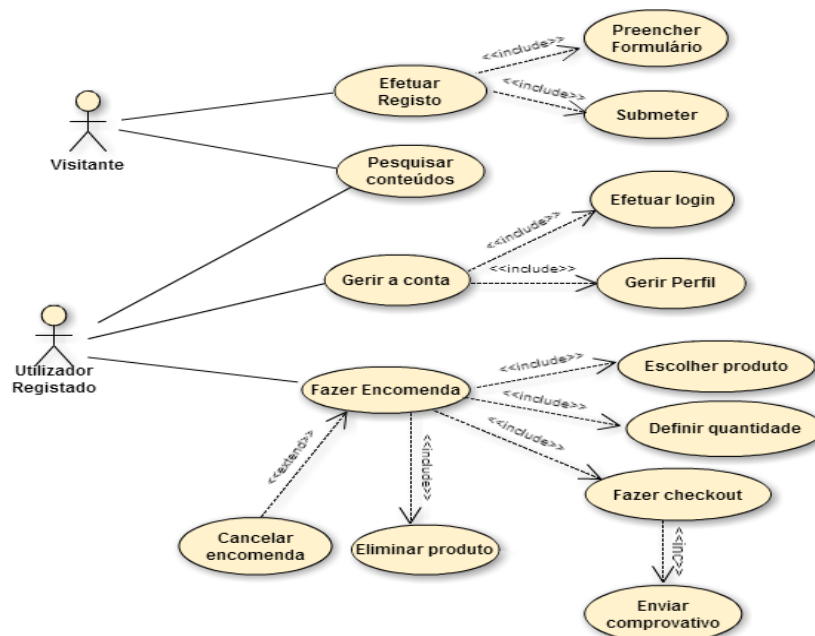 Preencher
Formulário
<<include>>
Efetuar
Registo
<<include>>
Submeter
Visitante
Pesquisar
conteúdos
Efetuar login
<<include>>
Gerir a conta
<<include>>
Gerir Perfil
Utilizador
Registado
Fazer Encomenda
<<include>>
Escolher produto
<<include>>
Definir quantidade
<<include>>
Fazer checkout
<<extend>>
<<include>>
Cancelar
encomenda
Eliminar produto
<<inc>>
Enviar
comprovativo